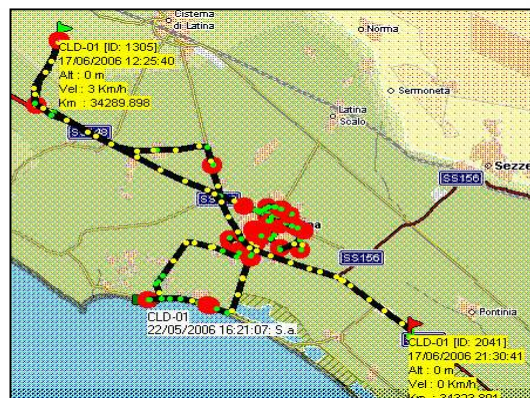 Cisterna
di Latina
Norma
CLD-01 [ID: 1305]
17/06/2006 12:25:40
Alt : 0 m
Vel : 3 Km/h
Km : 34289.898
Sermoneta
Latina
Scalo
Sezze
SS156
SS156
CLD-01
22/05/2006 16:21:07: S.a.
Pontinia
CLD-01 [ID: 2041]
17/06/2006 21:30:41
Alt : 0 m
Vel : 0 Km/h